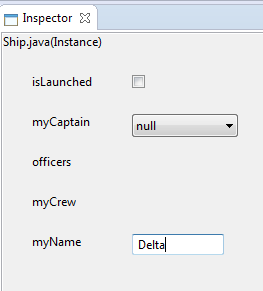 Inspector
Ship.java(Instance)
isLaunched
myCaptain null
officers
myCrew
myName Delta